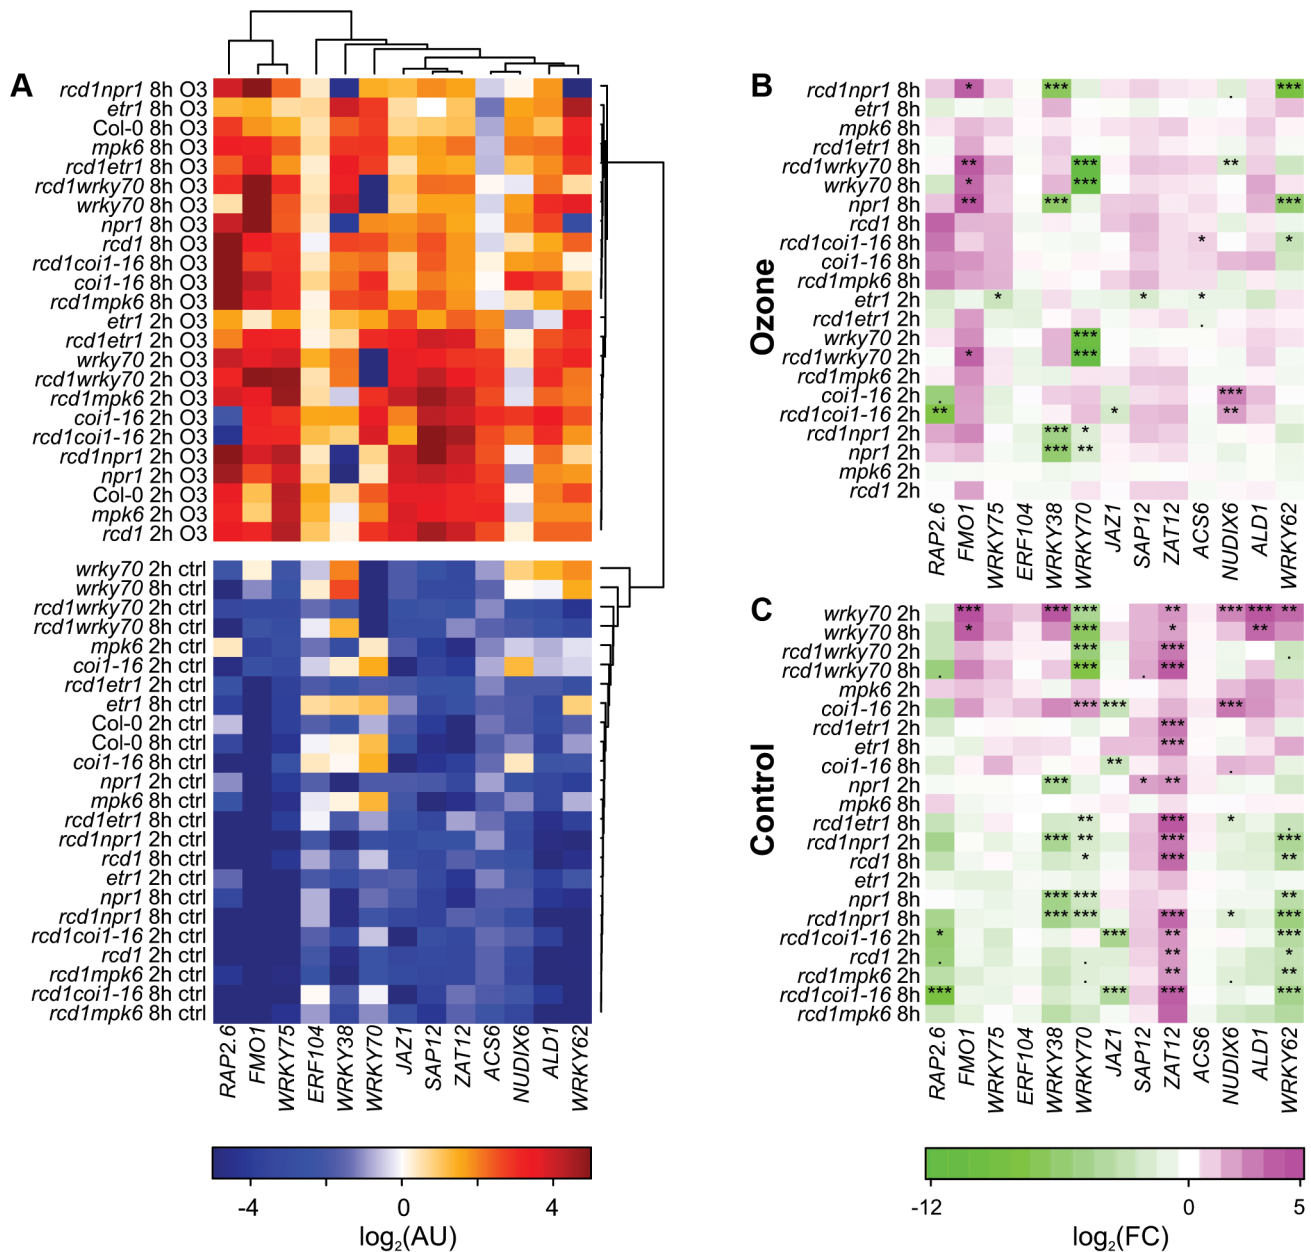 A
rcd1npr1 8h O3
etr1 8h O3
Col-0 8h O3
mpk6 8h O3
rcd1etr1 8h O3
rcd1wrky70 8h O3
wrky70 8h O3
npr1 8h O3
rcd1 8h O3
rcd1coi1-16 8h O3
coi1-16 8h O3
rcd1mpk6 8h O3
etr1 2h O3
rcd1etr1 2h O3
wrky70 2h O3
rcd1wrky70 2h O3
rcd1mpk6 2h O3
coi1-16 2h O3
rcd1coi1-16 2h O3
rcd1npr1 2h O3
npr1 2h O3
Col-0 2h O3
mpk6 2h O3
rcd1 2h O3
wrky70 2h ctrl
wrky70 8h ctrl
rcd1wrky70 2h ctrl
rcd1wrky70 8h ctrl
mpk6 2h ctrl
coi1-16 2h ctrl
rcd1etr1 2h ctrl
etr1 8h ctrl
Col-0 2h ctrl
Col-0 8h ctrl
coi1-16 8h ctrl
npr1 2h ctrl
mpk6 8h ctrl
rcd1etr1 8h ctrl
rcd1npr1 2h ctrl
rcd1 8h ctrl
etr1 2h ctrl
npr1 8h ctrl
rcd1npr1 8h ctrl
rcd1coi1-16 2h ctrl
rcd1 2h ctrl
rcd1mpk6 2h ctrl
rcd1coi1-16 8h ctrl
rcd1mpk6 8h ctrl
RAP2.6 FMO1 WRKY75 ERF104 WRKY38 WRKY70 JAZ1 SAP12 ZAT12 ACS6 NUDIX6 ALD1 WRKY62
-4 0 4
log2(AU)
B
Ozone
rcd1npr1 8h * *** . ***
etr1 8h
mpk6 8h
rcd1etr1 8h
rcd1wrky70 8h ** *** **
wrky70 8h * ***
npr1 8h ** *** ***
rcd1 8h
rcd1coi1-16 8h * *
coi1-16 8h
rcd1mpk6 8h
etr1 2h * * *
rcd1etr1 2h .
wrky70 2h ***
rcd1wrky70 2h * ***
rcd1mpk6 2h
coi1-16 2h . ***
rcd1coi1-16 2h ** * **
rcd1npr1 2h *** *
npr1 2h *** **
mpk6 2h
rcd1 2h
RAP2.6 FMO1 WRKY75 ERF104 WRKY38 WRKY70 JAZ1 SAP12 ZAT12 ACS6 NUDIX6 ALD1 WRKY62
C
Control
wrky70 2h *** *** *** ** *** *** **
wrky70 8h * *** * **
rcd1wrky70 2h *** *** .
rcd1wrky70 8h . *** . ***
mpk6 2h
coi1-16 2h *** *** ***
rcd1etr1 2h ***
etr1 8h ***
coi1-16 8h ** .
npr1 2h *** * **
mpk6 8h
rcd1etr1 8h ** *** * .
rcd1npr1 2h *** ** *** ***
rcd1 8h * *** **
etr1 2h
npr1 8h *** *** **
rcd1npr1 8h *** *** *** * ***
rcd1coi1-16 2h * *** ** ***
rcd1 2h . . ** *
rcd1mpk6 2h . ** . **
rcd1coi1-16 8h *** *** *** ***
rcd1mpk6 8h
RAP2.6 FMO1 WRKY75 ERF104 WRKY38 WRKY70 JAZ1 SAP12 ZAT12 ACS6 NUDIX6 ALD1 WRKY62
-12 0 5
log2(FC)